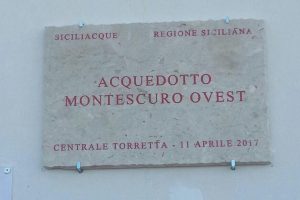 SICILIACQUE REGIONE SICILIANA
ACQUEDOTTO
MONTESCURO OVEST
CENTRALE TORRETTA - 11 APRILE 2017